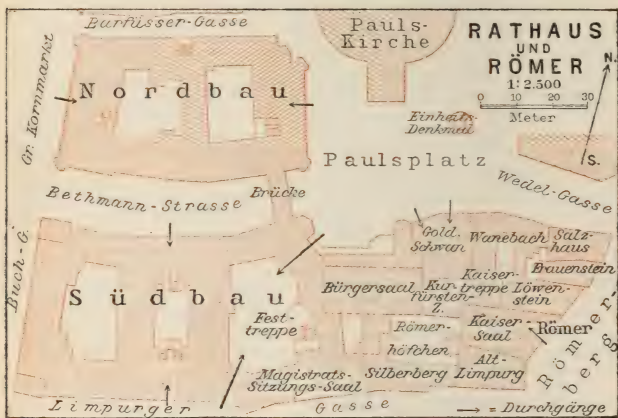 Barfüsser-Gasse
Pauls-
Kirche
RATHAUS
UND
RÖMER
1:2.500
0 10 20 30
Meter
N.
S.
Gr. Kornmarkt
Nordbau
Einheits-
Denkmal
Paulsplatz
Wedel-Gasse
Bethmann-Strasse
Brücke
Buch-G.
Südbau
Fest-
treppe
Gold.
Schwan
Wanebach
Salz-
haus
Frauenstein
Bürgersaal
Kur-
fürsten-
Z.
Kaiser-
treppe
Löwen-
stein
Römer-
höfchen
Kaiser-
Saal
Römer
Römer-
berg
Magistrats-
Sitzungs-Saal
Silberberg
Alt-
Limpurg
Limpurger Gasse
→ = Durchgänge